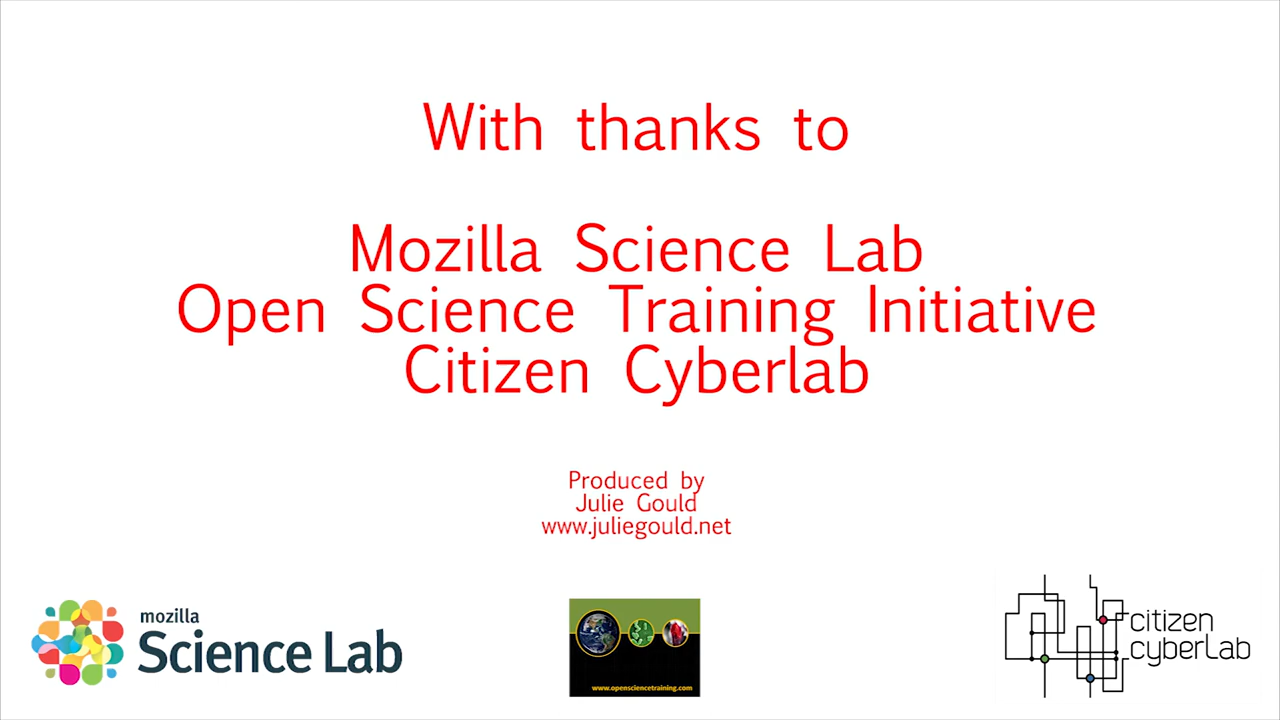 With thanks to
Mozilla Science Lab
Open Science Training Initiative
Citizen Cyberlab
Produced by
Julie Gould
www.juliegould.net
mozilla
Science Lab
www.opensciencetraining.com
citizen
cyberlab